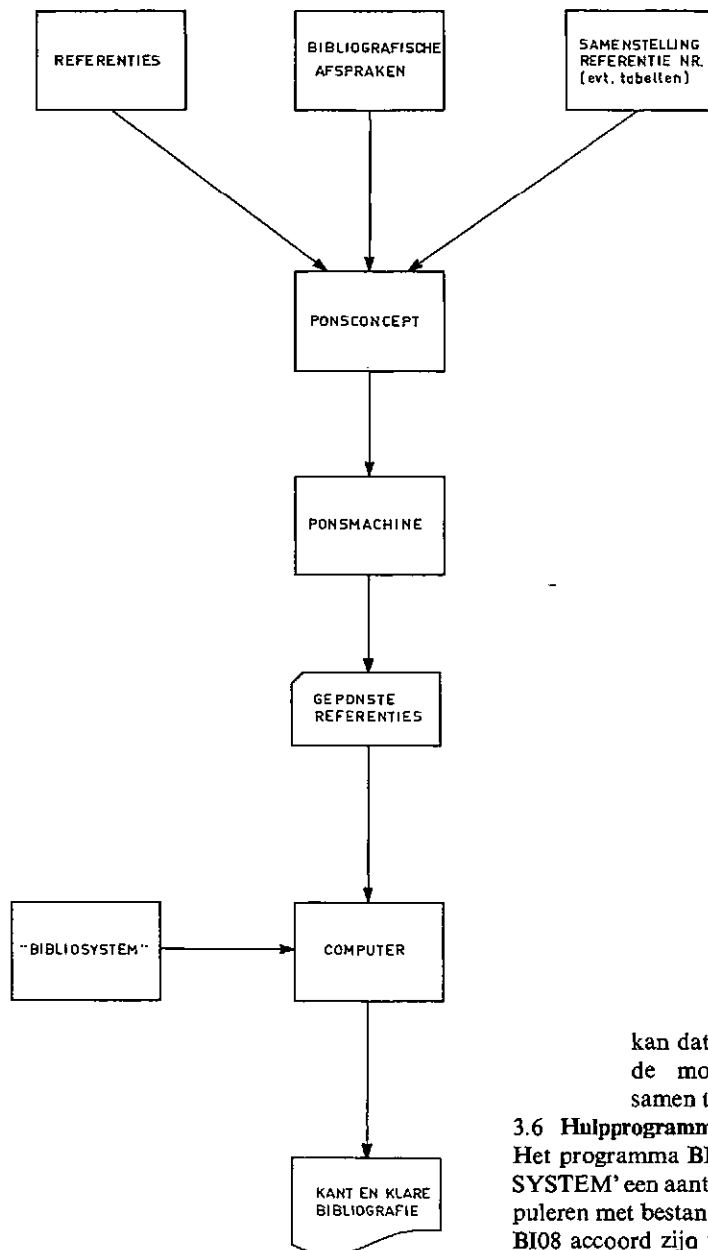 REFERENTIES
BIBLIOGRAFISCHE
AFSPRAKEN
SAMENSTELLING
REFERENTIE NR.
(evt. tabellen)
PONSCONCEPT
PONSMACHINE
GEPONSTE
REFERENTIES
"BIBLIOSYSTEM"
COMPUTER
KANT EN KLARE
BIBLIOGRAFIE
kan dat
de mo
samen t
3.6 Hulpprogramm
Het programma BI
SYSTEM' een aant
puleren met bestan
BI08 accoord zijn